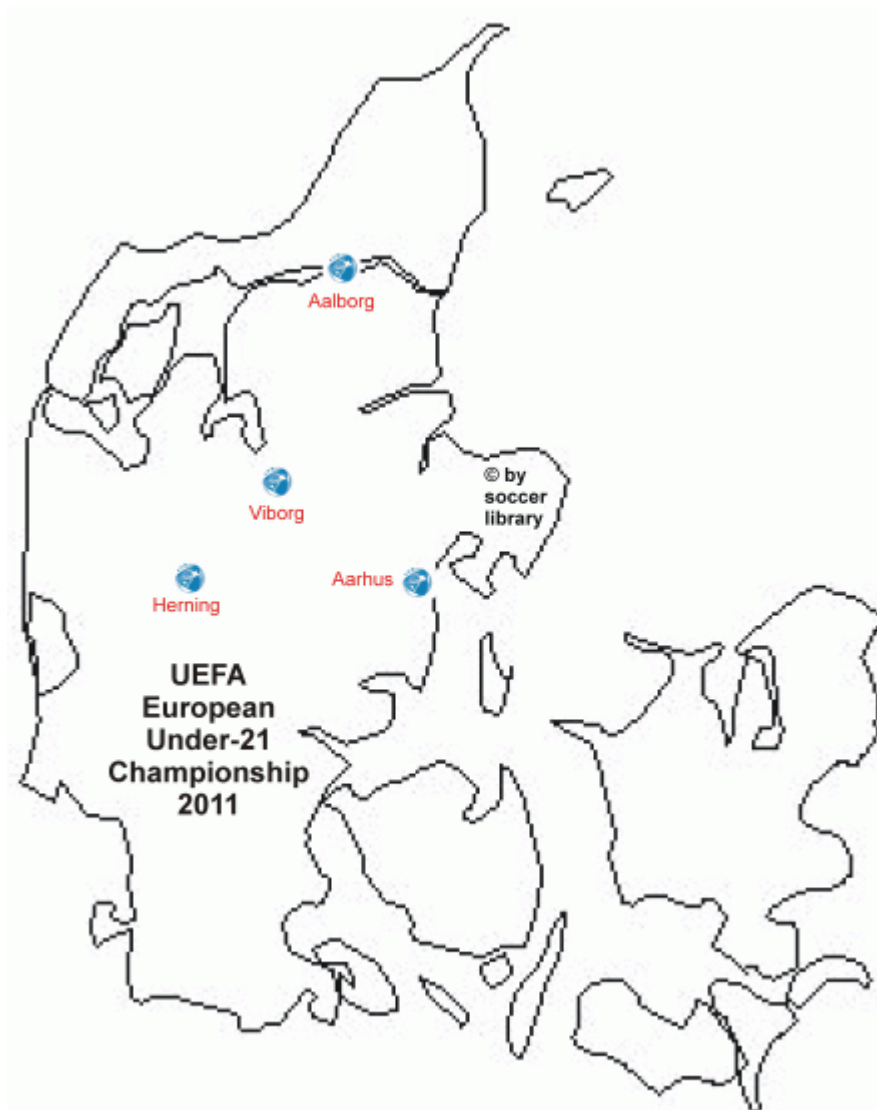 Aalborg
© by
soccer
library
Viborg
Aarhus
Herning
UEFA
European
Under-21
Championship
2011